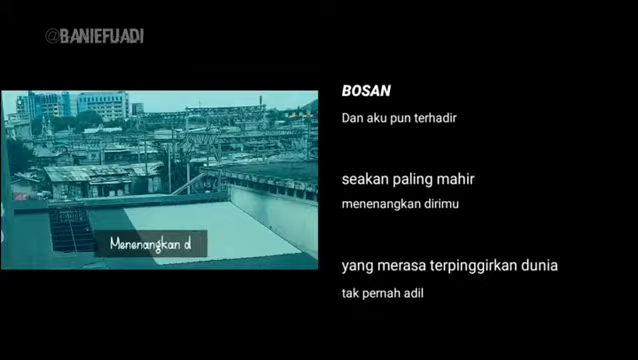 @BANIEFUADI
BOSAN
Dan aku pun terhadir
seakan paling mahir
menenangkan dirimu
Menenangkan d
yang merasa terpinggirkan dunia
tak pernah adil